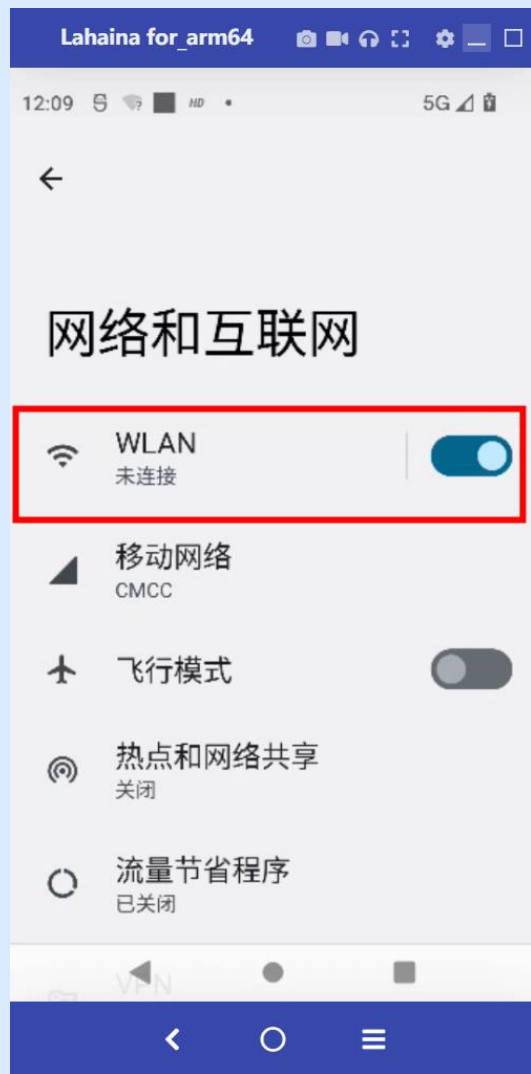 Lahaina for_arm64
12:09 HD 5G
网络和互联网
WLAN
未连接
移动网络
CMCC
飞行模式
热点和网络共享
关闭
流量节省程序
已关闭
VPN